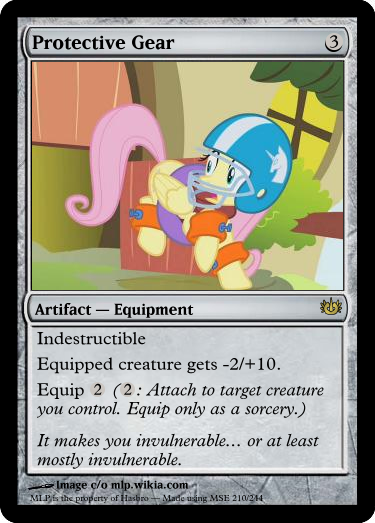 Protective Gear 3
Artifact — Equipment
Indestructible
Equipped creature gets -2/+10.
Equip 2 (2: Attach to target creature
you control. Equip only as a sorcery.)
It makes you invulnerable... or at least
mostly invulnerable.
Image c/o mlp.wikia.com
MLP is the property of Hasbro — Made using MSE 210/244